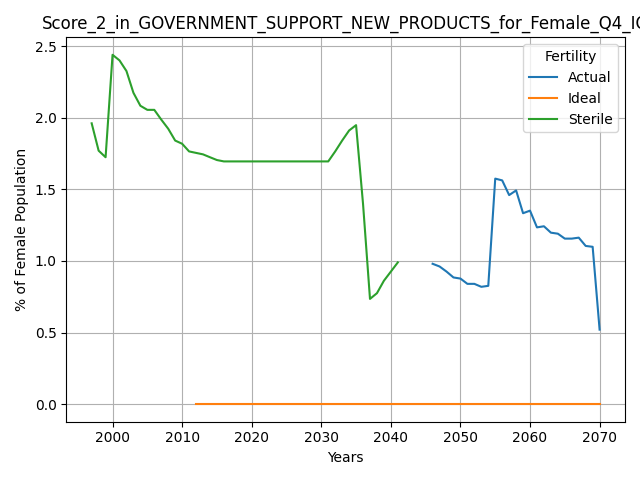 Score_2_in_GOVERNMENT_SUPPORT_NEW_PRODUCTS_for_Female_Q4_IC
Fertility
Actual
Ideal
Sterile
% of Female Population
2.5
2.0
1.5
1.0
0.5
0.0
2000 2010 2020 2030 2040 2050 2060 2070
Years